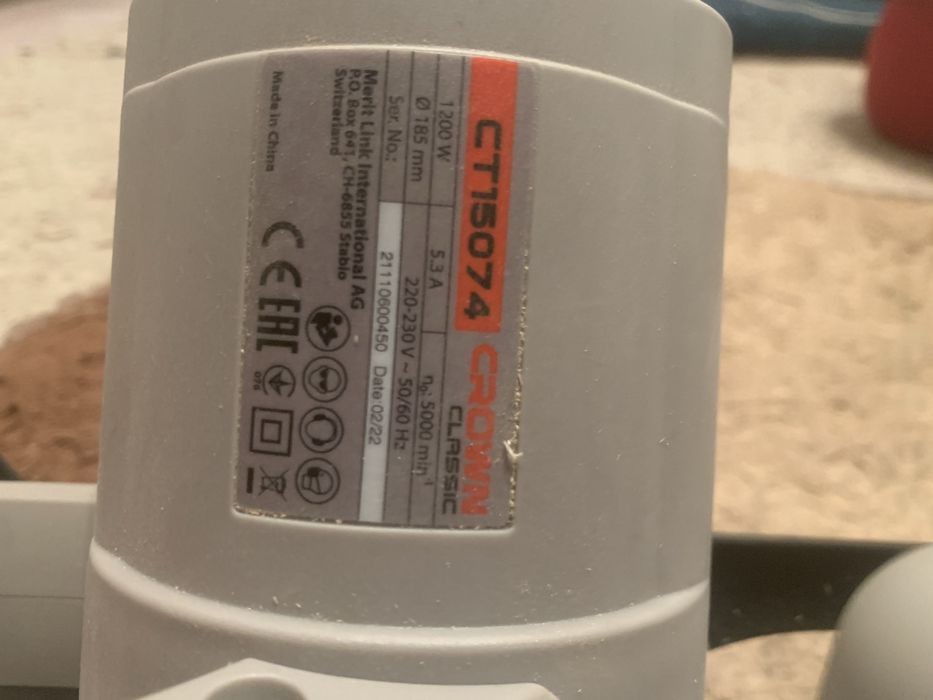 CT15074 CROWN
CLASSIC
1200 W 5.3 A n₀: 5000 min⁻¹
Ø 185 mm 220-230 V ~ 50/60 Hz
Ser. No.: 21110600450 Date:02/22
Merit Link International AG
P.O. Box 641, CH-6855 Stabio
Switzerland
Made in China
CE EAC